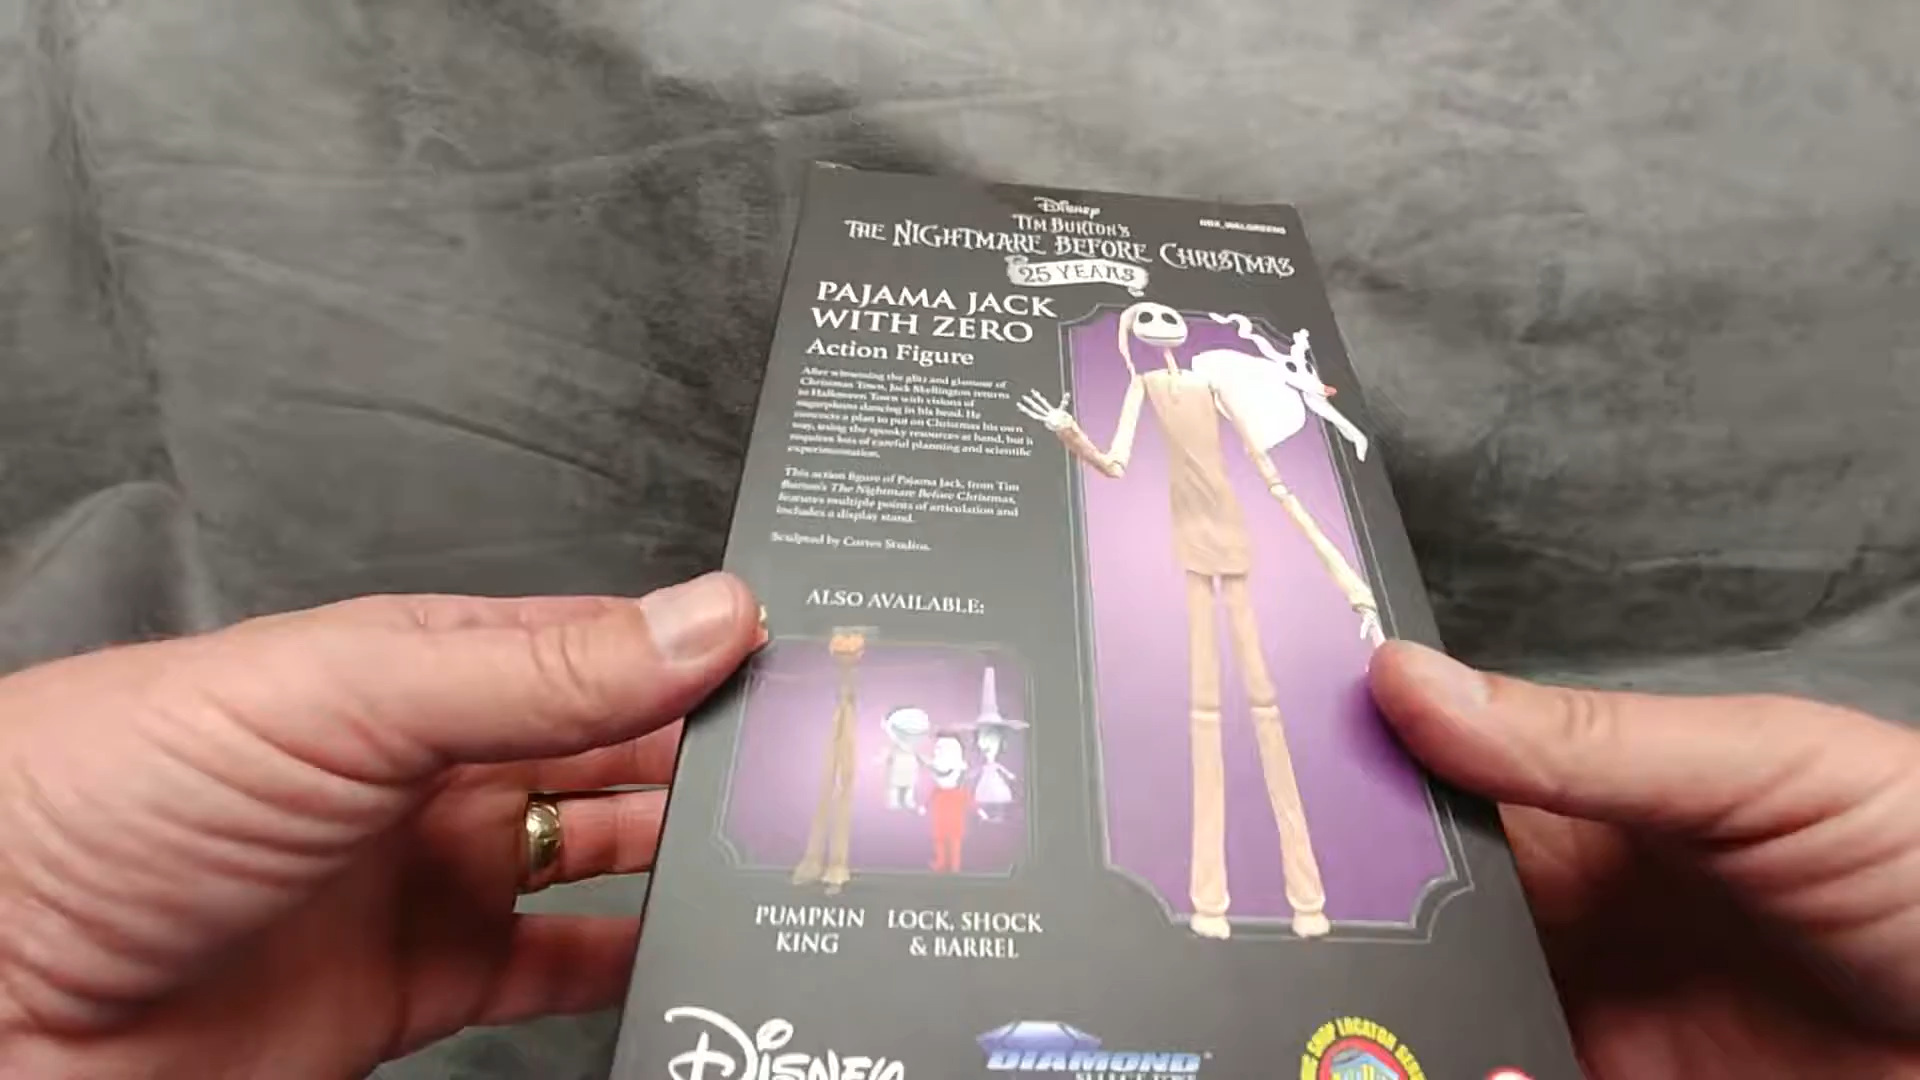 Disney
TIM BURTON'S
THE NIGHTMARE BEFORE CHRISTMAS
25 YEARS
NBX_WALGREENS
PAJAMA JACK
WITH ZERO
Action Figure
After witnessing the glitz and glamour of
Christmas Town, Jack Skellington returns
to Halloween Town with visions of
sugarplums dancing in his head. He
concocts a plan to put on Christmas his own
way, using the spooky resources at hand, but it
requires lots of careful planning and scientific
experimentation.
This action figure of Pajama Jack, from Tim
Burton's The Nightmare Before Christmas,
features multiple points of articulation and
includes a display stand.
Sculpted by Cortes Studios.
ALSO AVAILABLE:
PUMPKIN
KING
LOCK, SHOCK
& BARREL
DISNEY
DIAMOND
SHOP LOCATOR